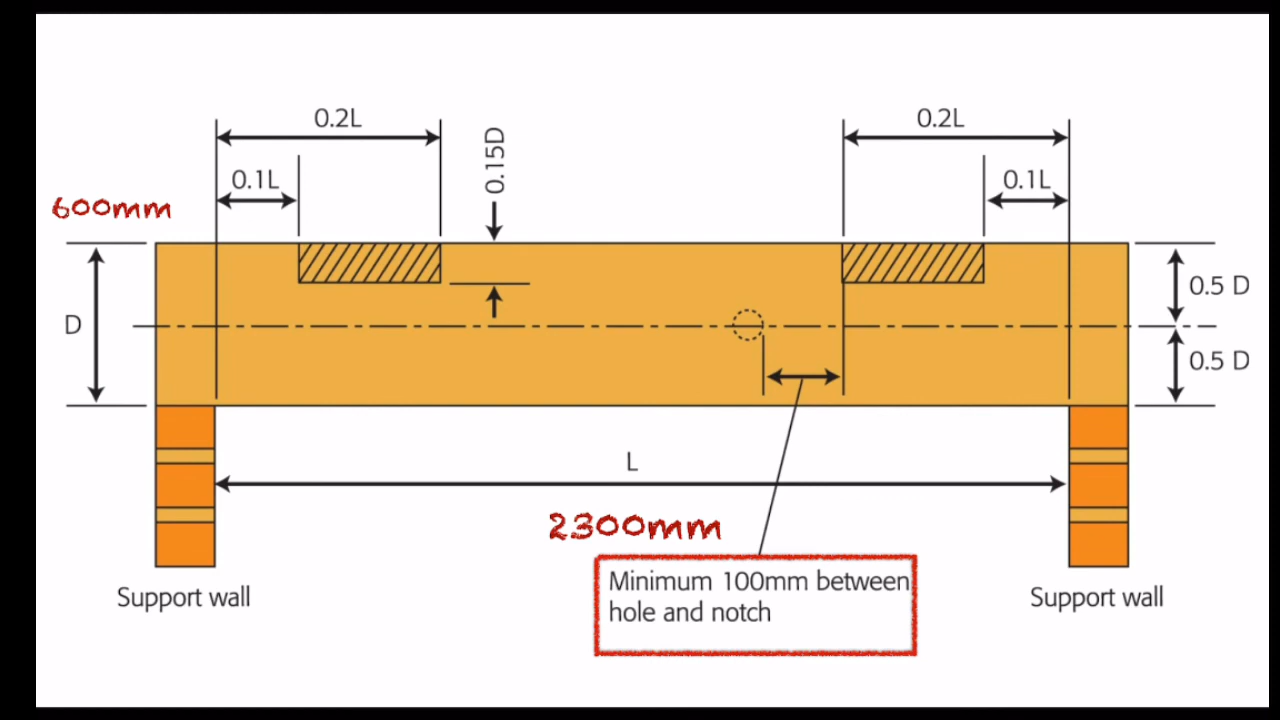 0.2L
0.2L
0.15D
0.1L
0.1L
600mm
0.5 D
D
0.5 D
L
2300mm
Minimum 100mm between
hole and notch
Support wall
Support wall